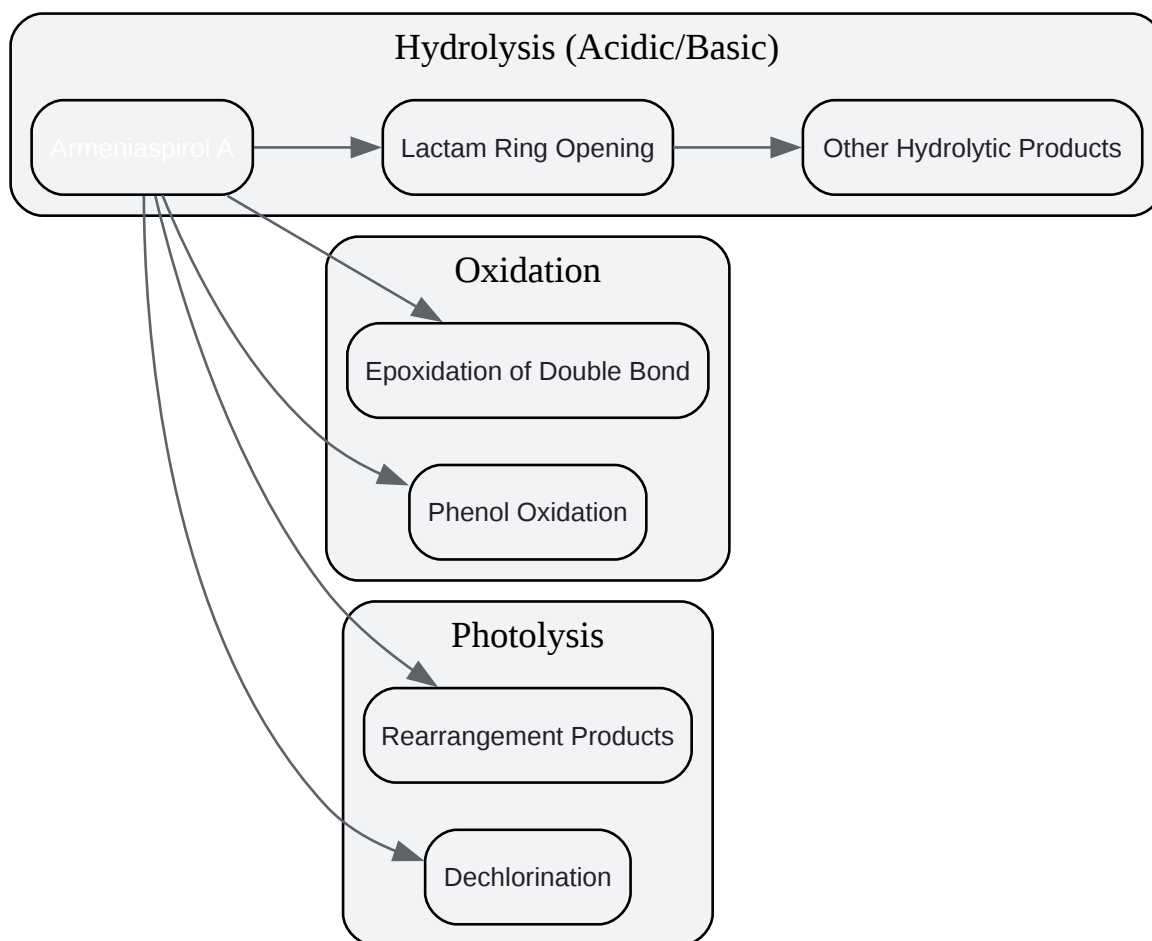 Hydrolysis (Acidic/Basic)
Armeniaspirol A
Lactam Ring Opening
Other Hydrolytic Products
Oxidation
Epoxidation of Double Bond
Phenol Oxidation
Photolysis
Rearrangement Products
Dechlorination